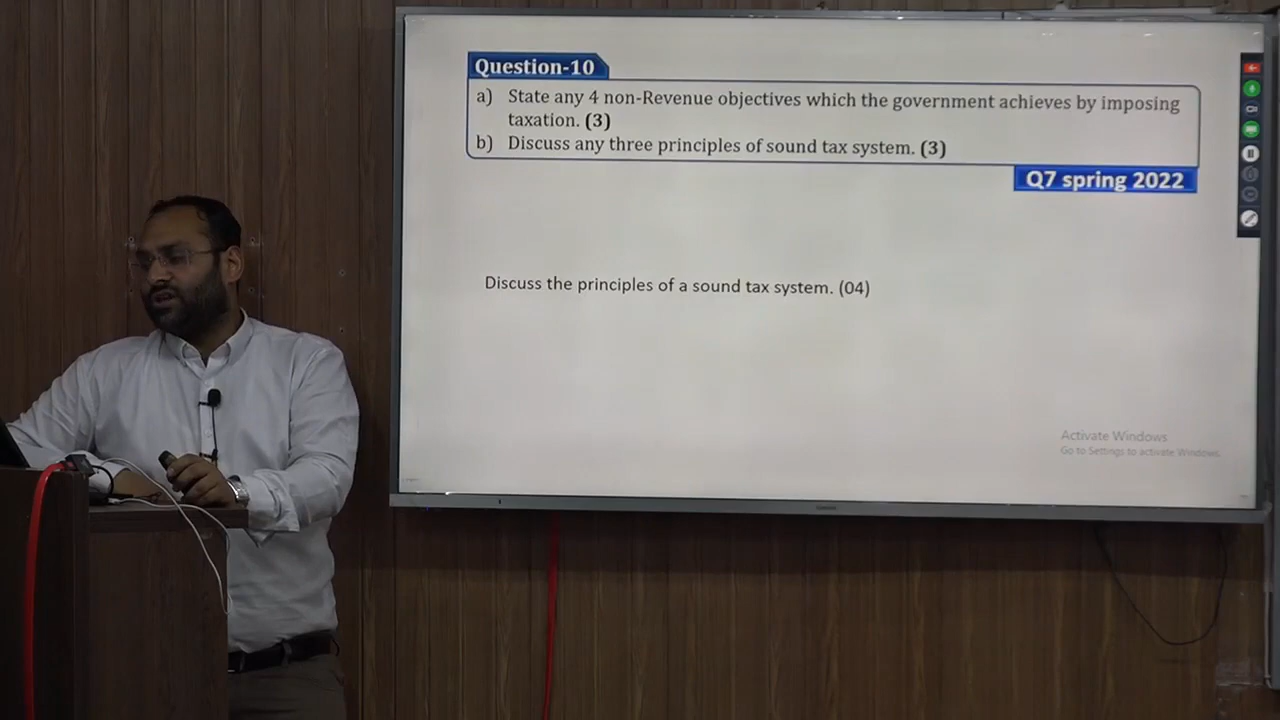 Question-10
a) State any 4 non-Revenue objectives which the government achieves by imposing
taxation. (3)
b) Discuss any three principles of sound tax system. (3)
Q7 spring 2022
Discuss the principles of a sound tax system. (04)
Activate Windows
Go to Settings to activate Windows.